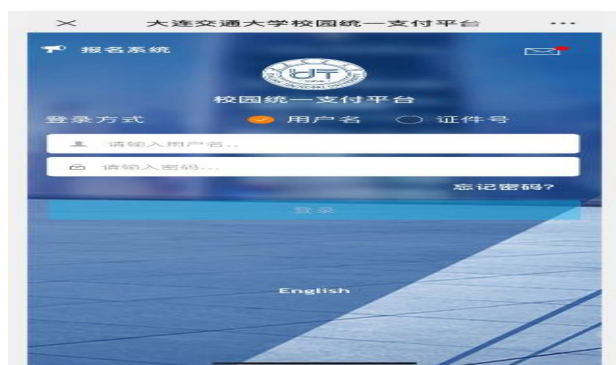 大连交通大学校园统一支付平台
报名系统
校园统一支付平台
登录方式 用户名 证件号
请输入用户名..
请输入密码...
忘记密码?
登录
English